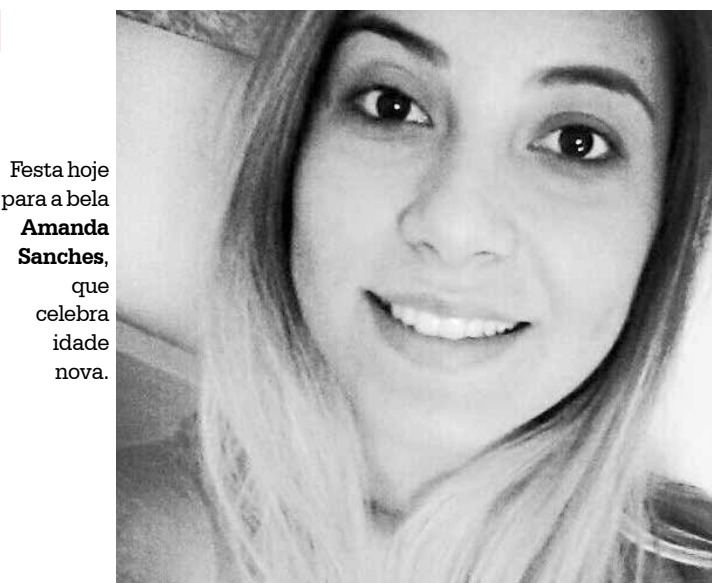 Festa hoje
para a bela
Amanda
Sanches,
que
celebra
idade
nova.